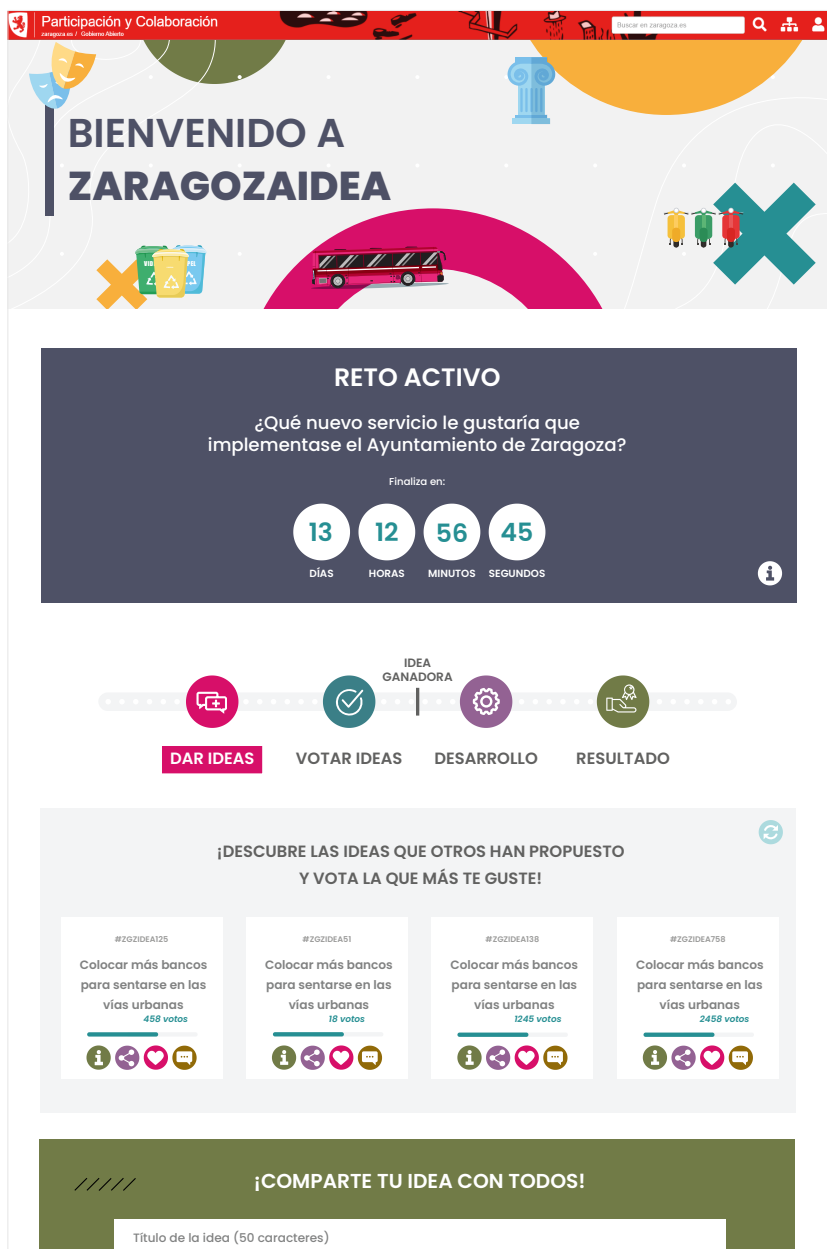 Participación y Colaboración
zaragoza.es / Gobierno Abierto
Buscar en zaragoza.es
BIENVENIDO A
ZARAGOZAIDEA
RETO ACTIVO
¿Qué nuevo servicio le gustaría que
implementase el Ayuntamiento de Zaragoza?
Finaliza en:
13 12 56 45
DÍAS HORAS MINUTOS SEGUNDOS
IDEA
GANADORA
DAR IDEAS VOTAR IDEAS DESARROLLO RESULTADO
¡DESCUBRE LAS IDEAS QUE OTROS HAN PROPUESTO
Y VOTA LA QUE MÁS TE GUSTE!
#ZGZIDEA125
Colocar más bancos
para sentarse en las
vías urbanas
458 votos
#ZGZIDEA51
Colocar más bancos
para sentarse en las
vías urbanas
18 votos
#ZGZIDEA138
Colocar más bancos
para sentarse en las
vías urbanas
1245 votos
#ZGZIDEA758
Colocar más bancos
para sentarse en las
vías urbanas
2458 votos
¡COMPARTE TU IDEA CON TODOS!
Título de la idea (50 caracteres)